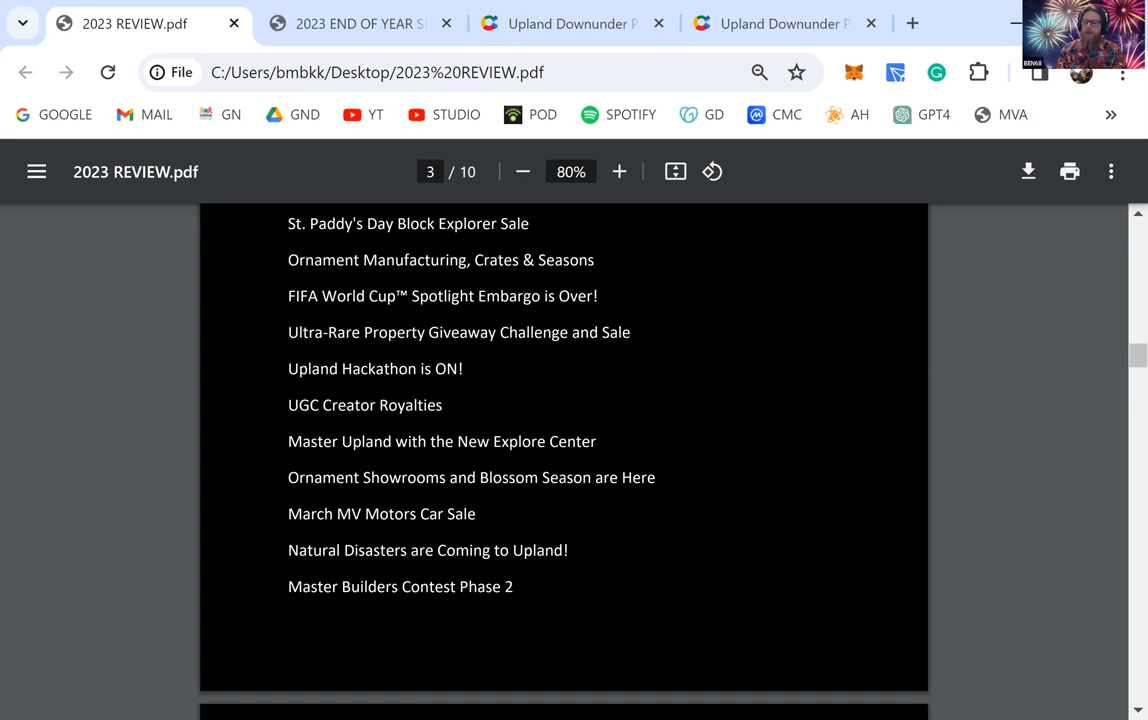 2023 REVIEW.pdf
2023 END OF YEAR S
Upland Downunder P
Upland Downunder P
File
C:/Users/bmbkk/Desktop/2023%20REVIEW.pdf
GOOGLE
MAIL
GN
GND
YT
STUDIO
POD
SPOTIFY
GD
CMC
AH
GPT4
MVA
BEN68
2023 REVIEW.pdf
3 / 10
80%
St. Paddy's Day Block Explorer Sale
Ornament Manufacturing, Crates & Seasons
FIFA World Cup™ Spotlight Embargo is Over!
Ultra-Rare Property Giveaway Challenge and Sale
Upland Hackathon is ON!
UGC Creator Royalties
Master Upland with the New Explore Center
Ornament Showrooms and Blossom Season are Here
March MV Motors Car Sale
Natural Disasters are Coming to Upland!
Master Builders Contest Phase 2